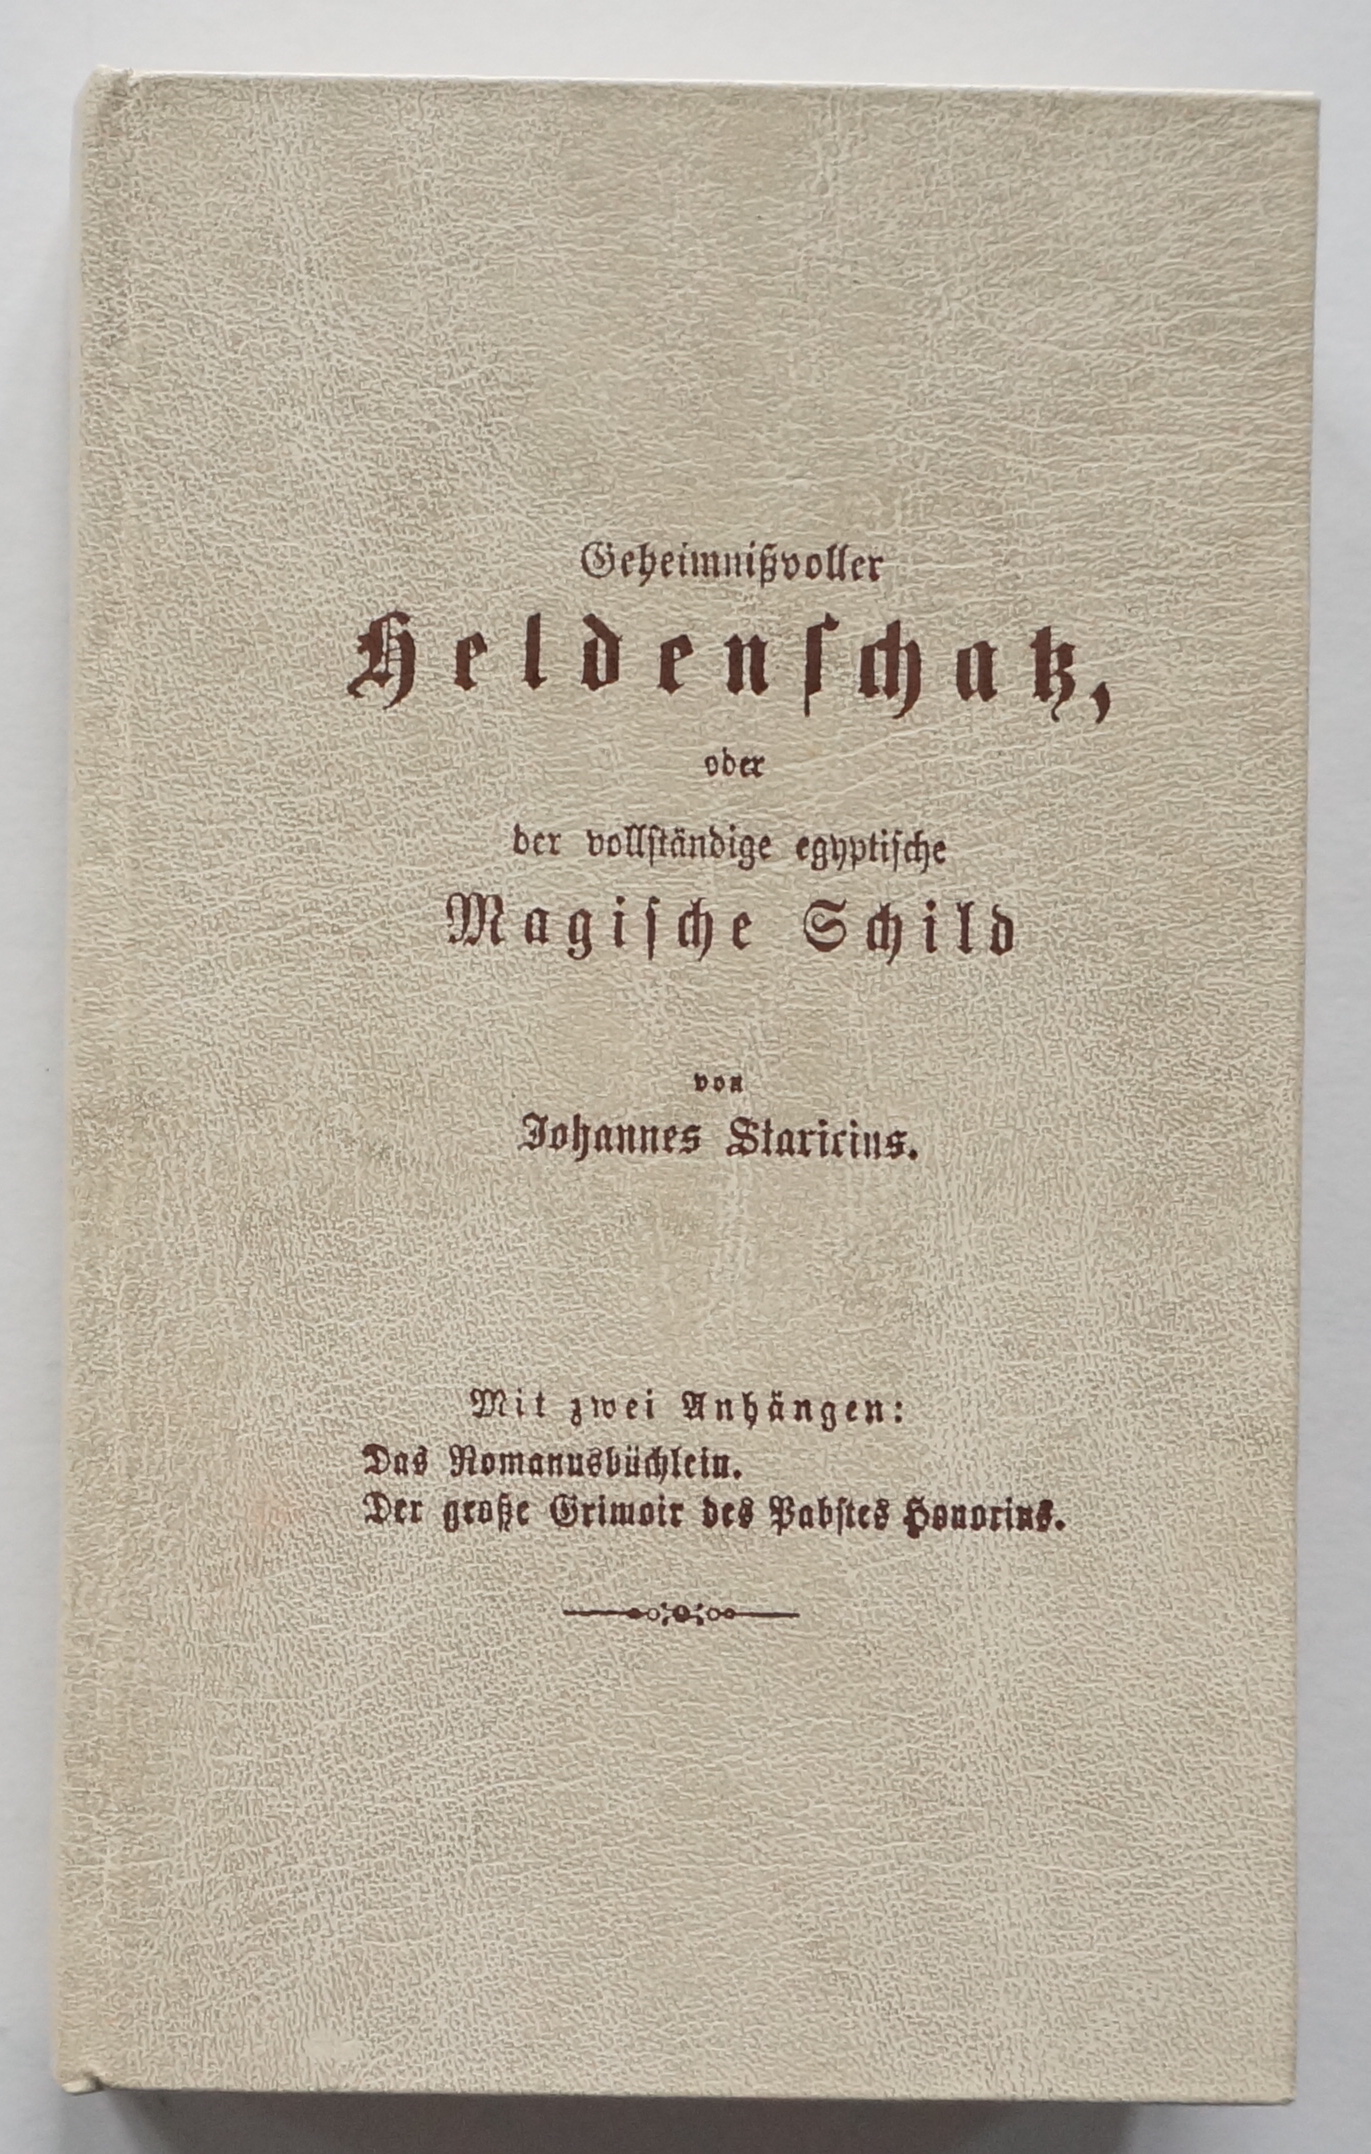 Geheimnißvoller
Heldenſchatz,
oder
der vollſtändige egyptiſche
Magiſche Schild
von
Johannes Staricius.
Mit zwei Anhängen:
Das Romanusbüchlein.
Der große Grimoir des Pabſtes Honorius.